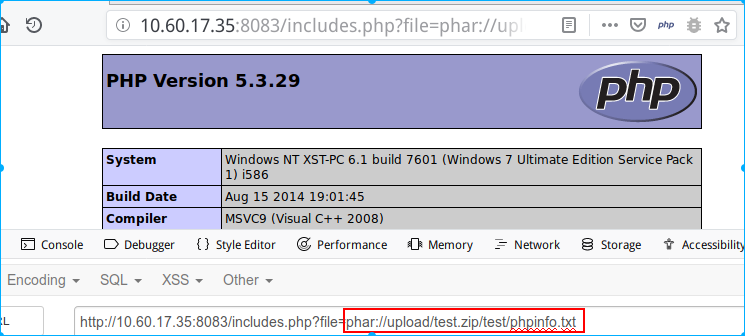 10.60.17.35:8083/includes.php?file=phar://upl
php
PHP Version 5.3.29
php
System Windows NT XST-PC 6.1 build 7601 (Windows 7 Ultimate Edition Service Pack
1) i586
Build Date Aug 15 2014 19:01:45
Compiler MSVC9 (Visual C++ 2008)
Console Debugger {} Style Editor Performance Memory Network Storage Accessibility
Encoding SQL XSS Other
RL http://10.60.17.35:8083/includes.php?file=phar://upload/test.zip/test/phpinfo.txt